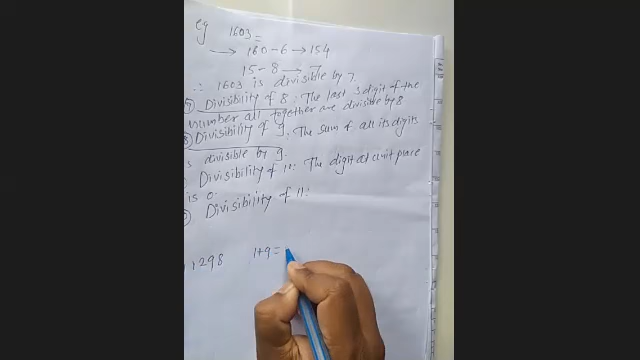 eg 1603 =
→ 160 - 6 → 154
15 - 8 → 7
∴ 1603 is divisible by 7.
7) Divisibility of 8: The last 3 digit of the
number all together are divisible by 8
8) Divisibility of 9: The sum of all its digits
is divisible by 9.
Divisibility of 10: The digit at unit place
is 0.
Divisibility of 11:
1298 1+9=